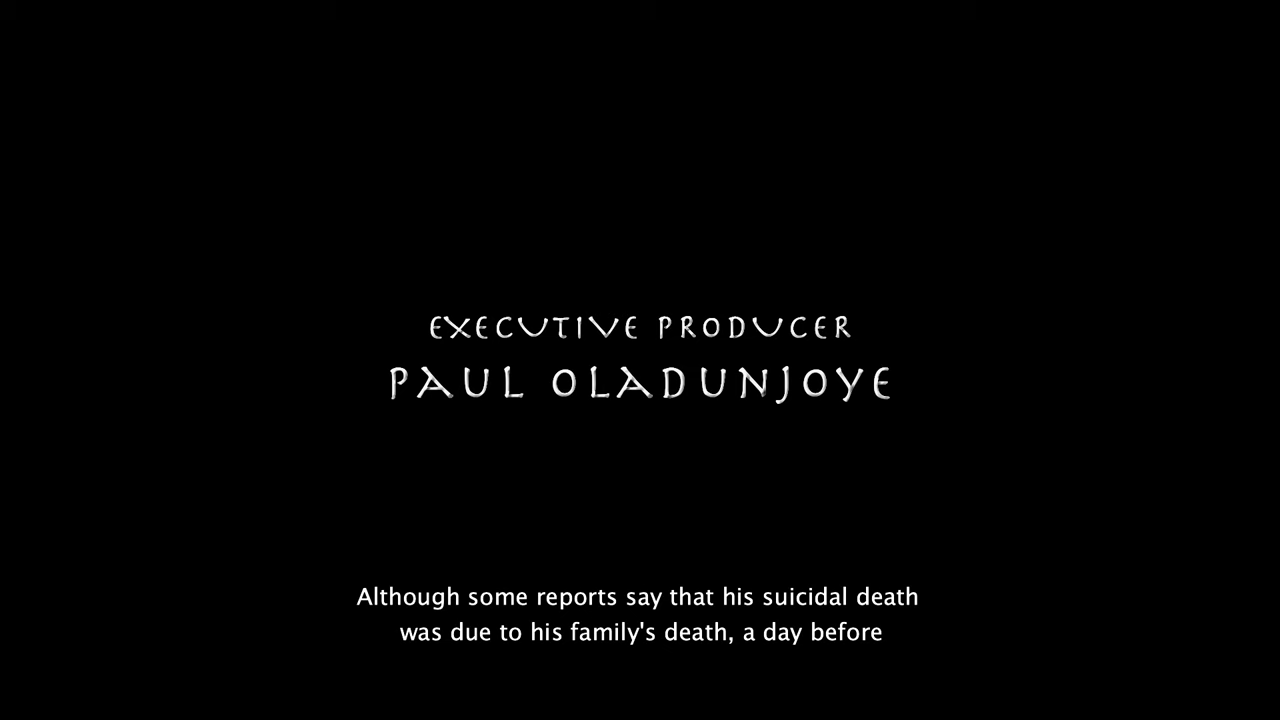 EXECUTIVE PRODUCER
PAUL OLADUNJOYE
Although some reports say that his suicidal death
was due to his family's death, a day before